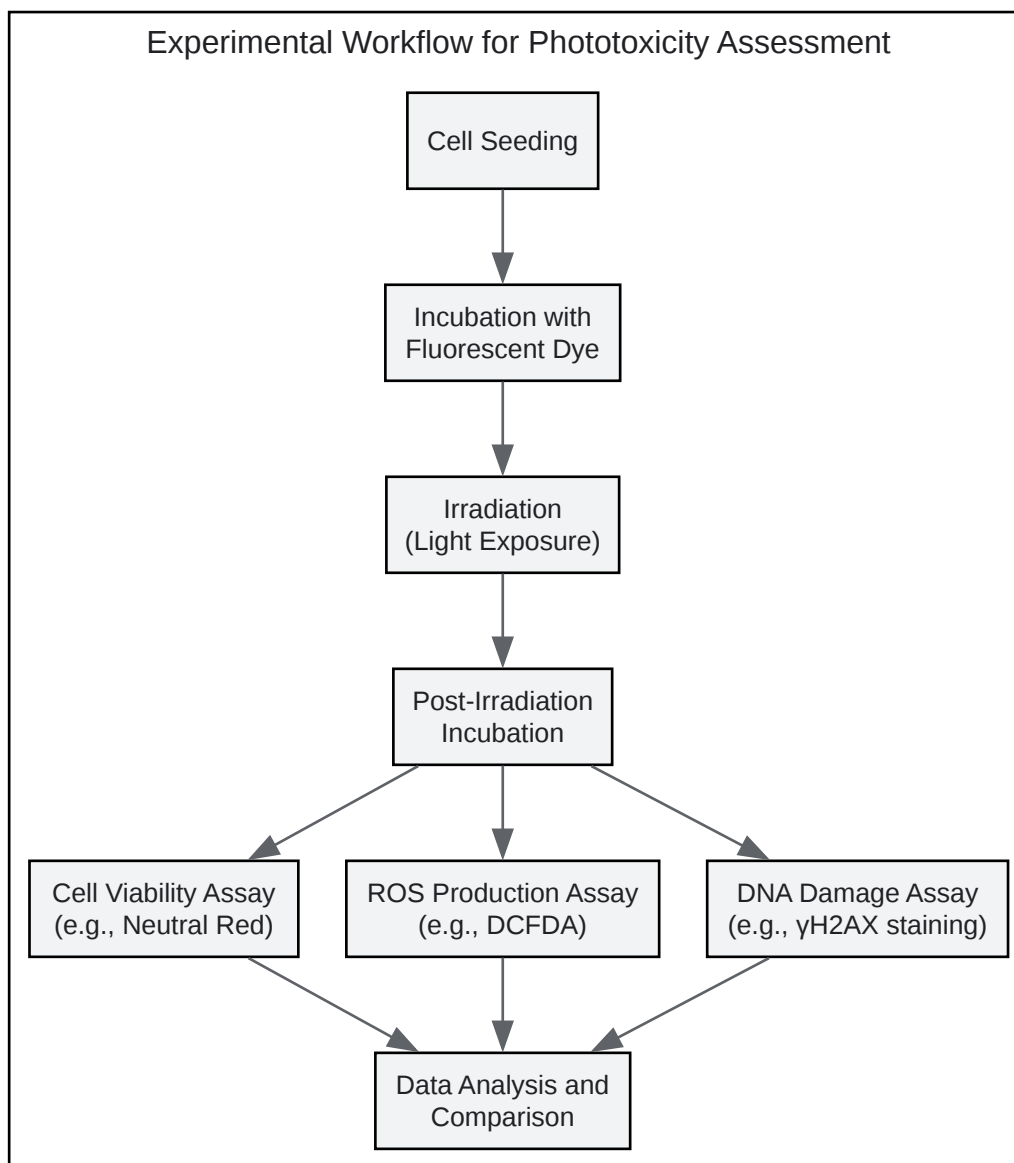 Experimental Workflow for Phototoxicity Assessment
Cell Seeding
Incubation with
Fluorescent Dye
Irradiation
(Light Exposure)
Post-Irradiation
Incubation
Cell Viability Assay
(e.g., Neutral Red)
ROS Production Assay
(e.g., DCFDA)
DNA Damage Assay
(e.g., γH2AX staining)
Data Analysis and
Comparison